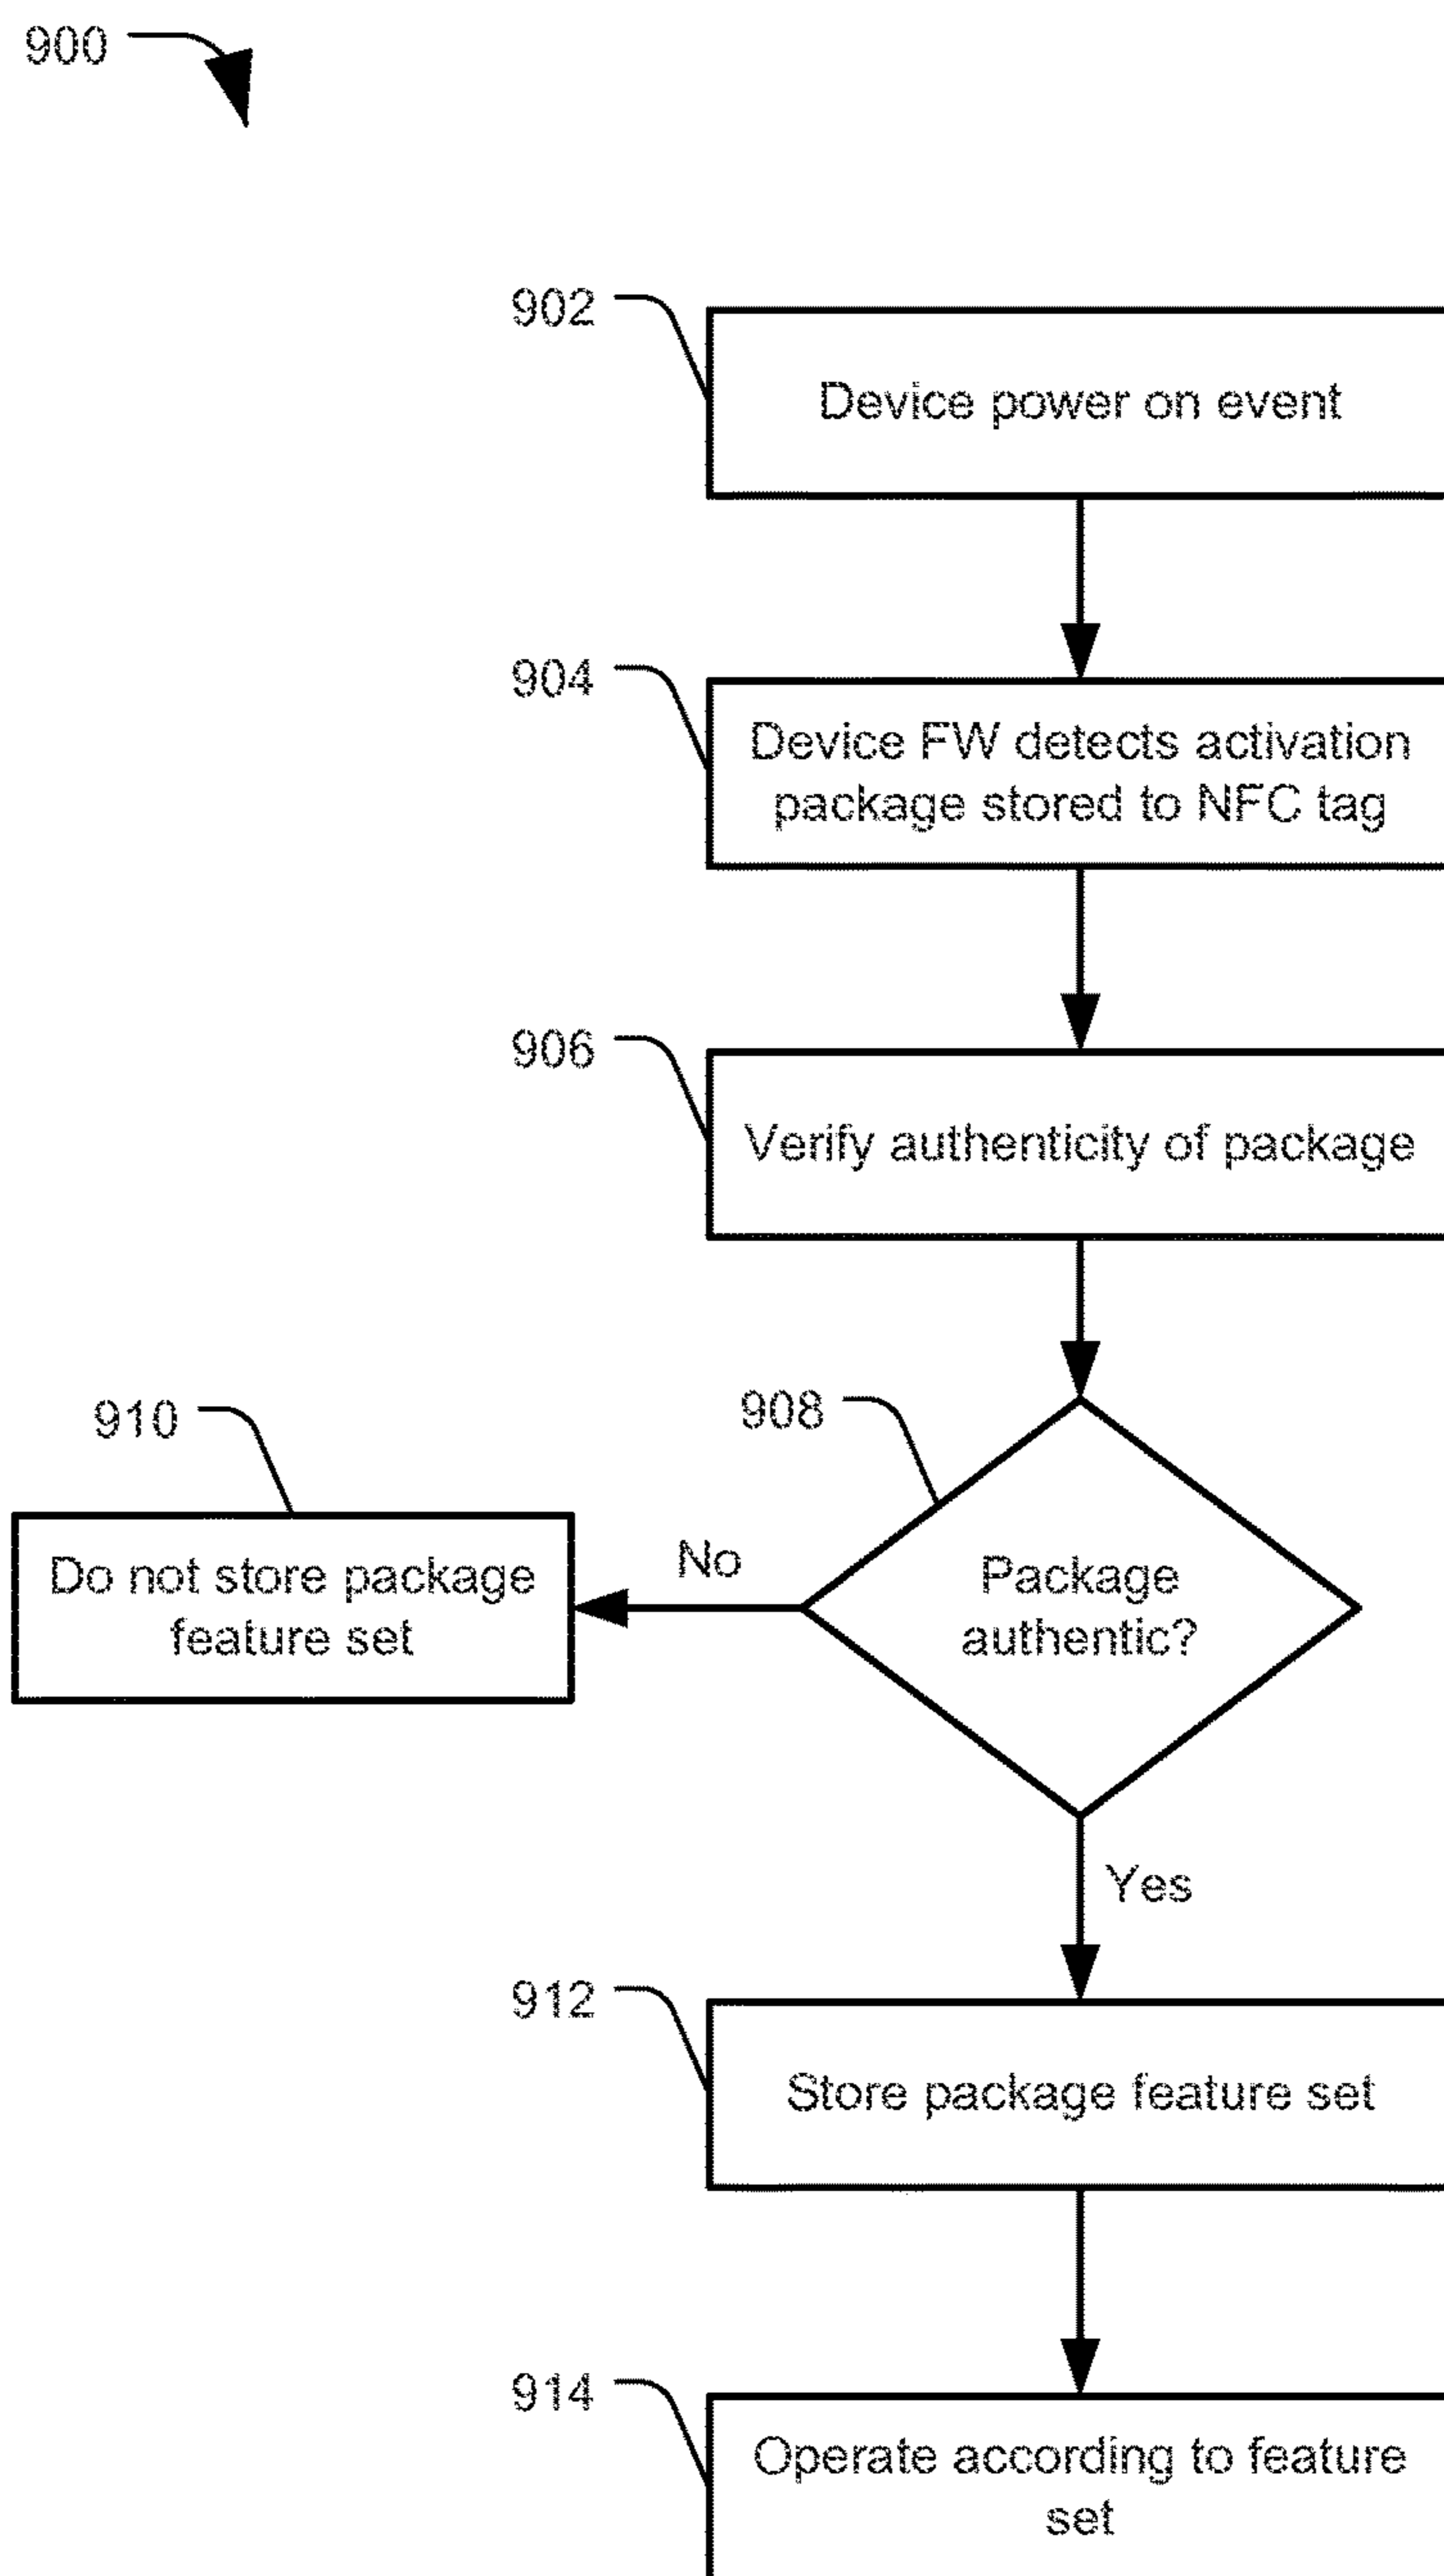 900
902
Device power on event
904
Device FW detects activation
package stored to NFC tag
906
Verify authenticity of package
908
Package
authentic?
No
910
Do not store package
feature set
Yes
912
Store package feature set
914
Operate according to feature
set